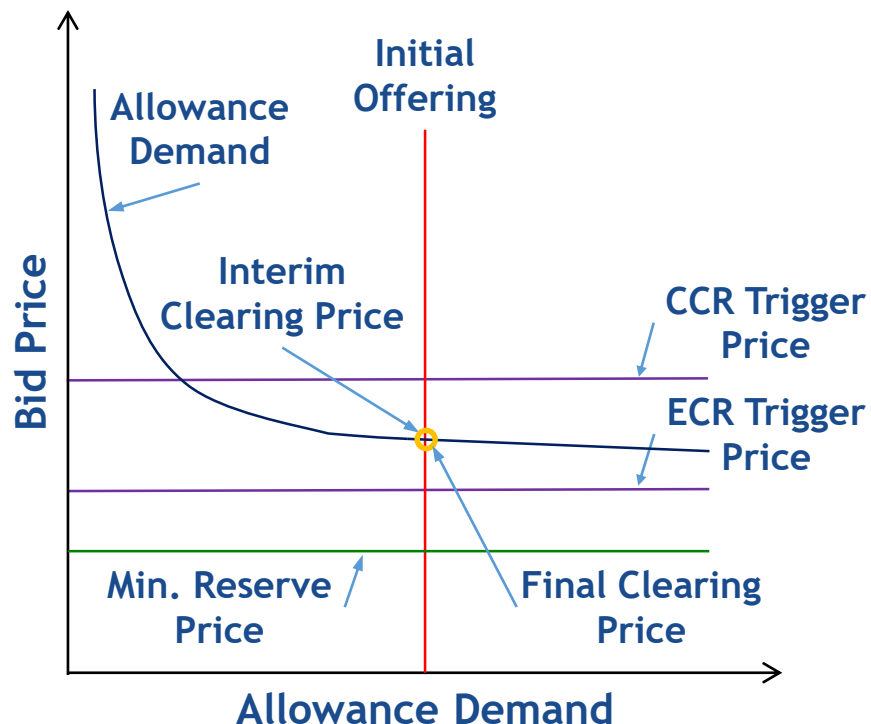 Initial
Offering
Allowance
Demand
Interim
Clearing Price
CCR Trigger
Price
ECR Trigger
Price
Bid Price
Min. Reserve
Price
Final Clearing
Price
Allowance Demand